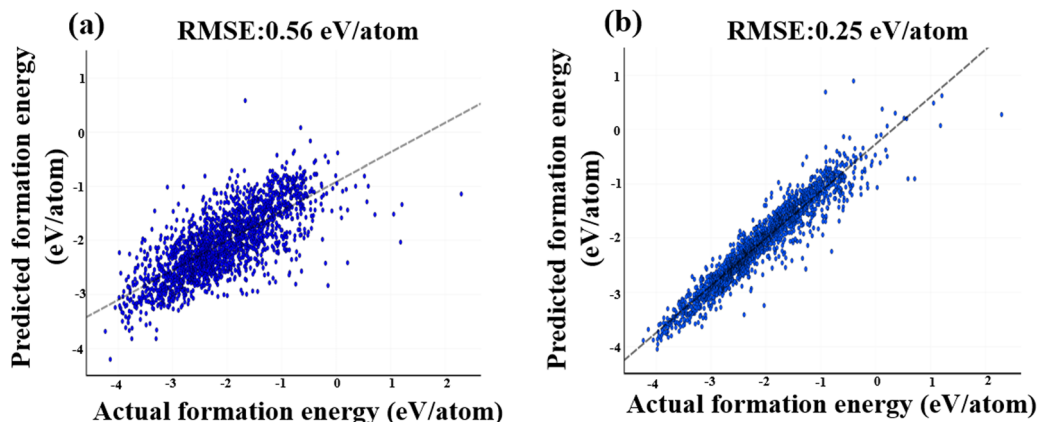 (a)
RMSE:0.56 eV/atom
Predicted formation energy
(eV/atom)
1
0
-1
-2
-3
-4
-4 -3 -2 -1 0 1 2
Actual formation energy (eV/atom)
(b)
RMSE:0.25 eV/atom
Predicted formation energy
(eV/atom)
1
0
-1
-2
-3
-4
-4 -3 -2 -1 0 1 2
Actual formation energy (eV/atom)